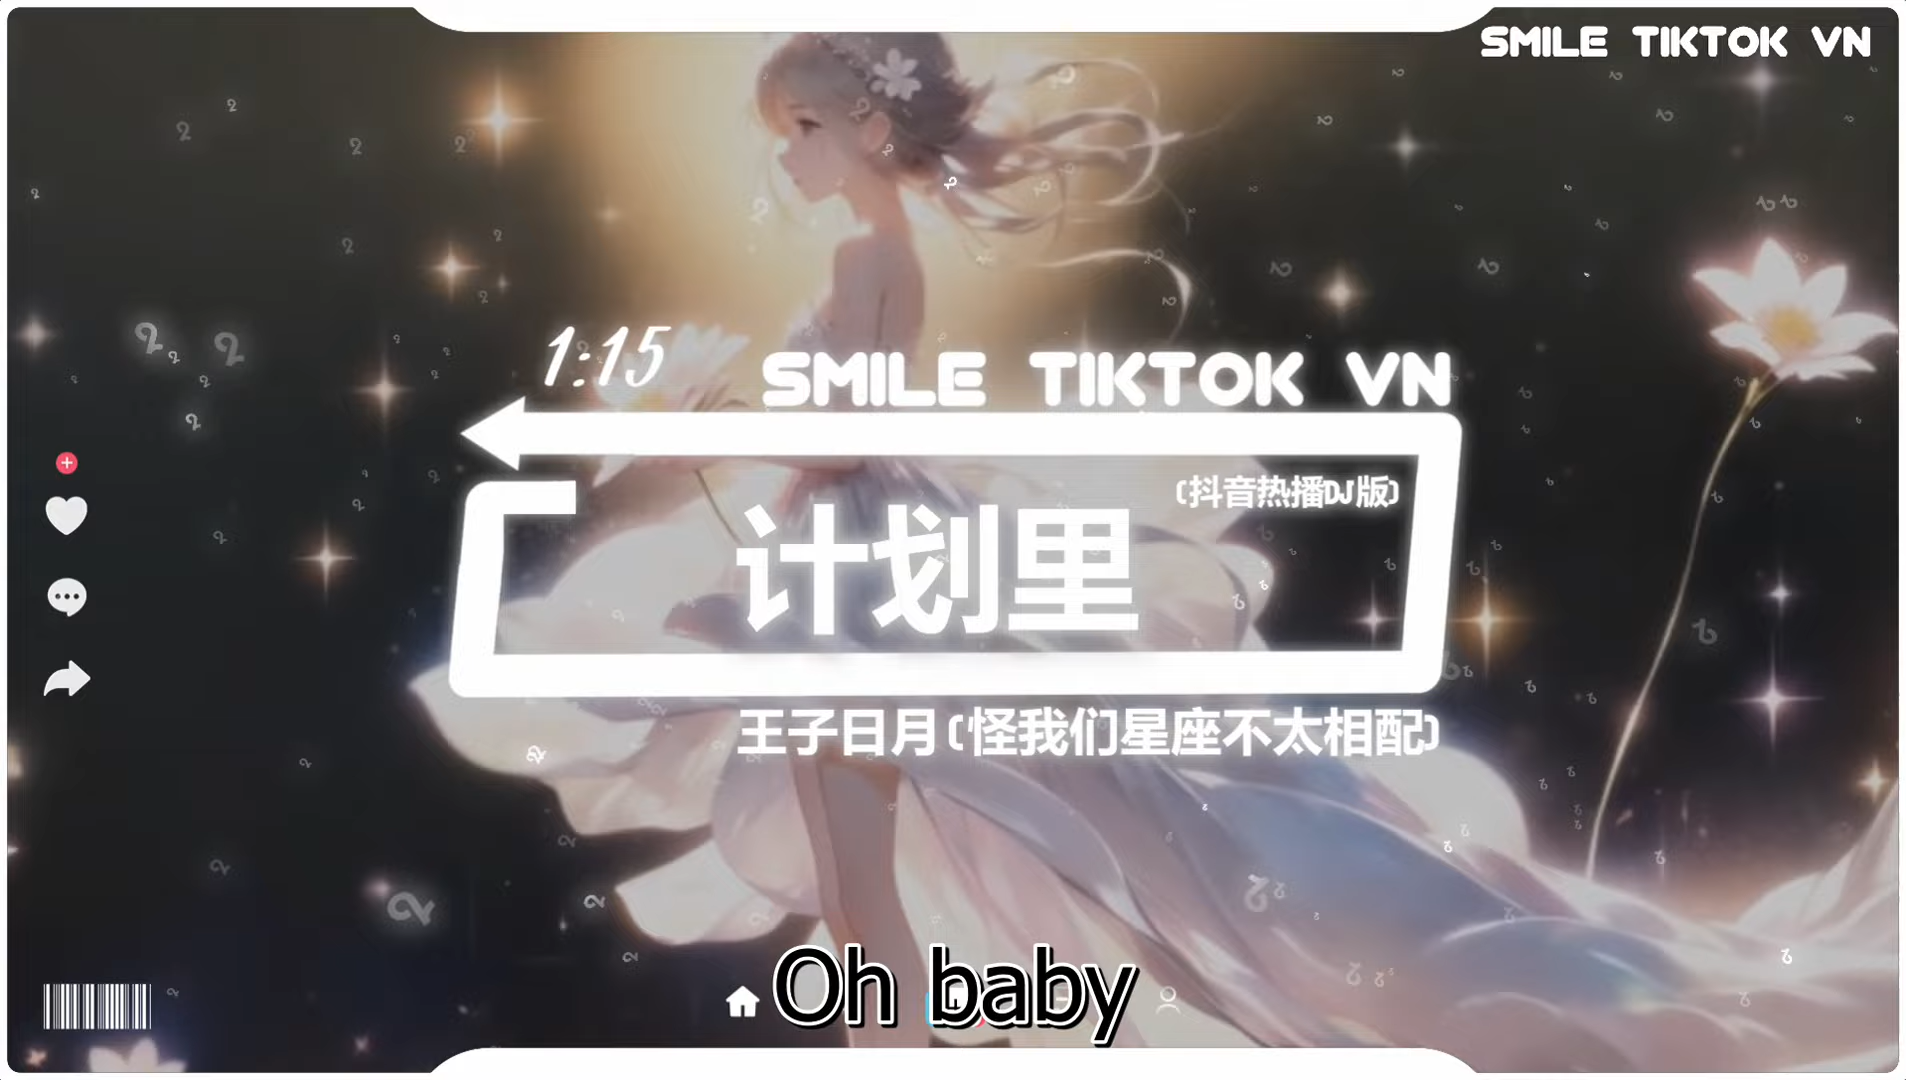 SMILE TIKTOK VN
1:15
SMILE TIKTOK VN
(抖音热播DJ版)
计划里
王子日月(怪我们星座不太相配)
Oh baby